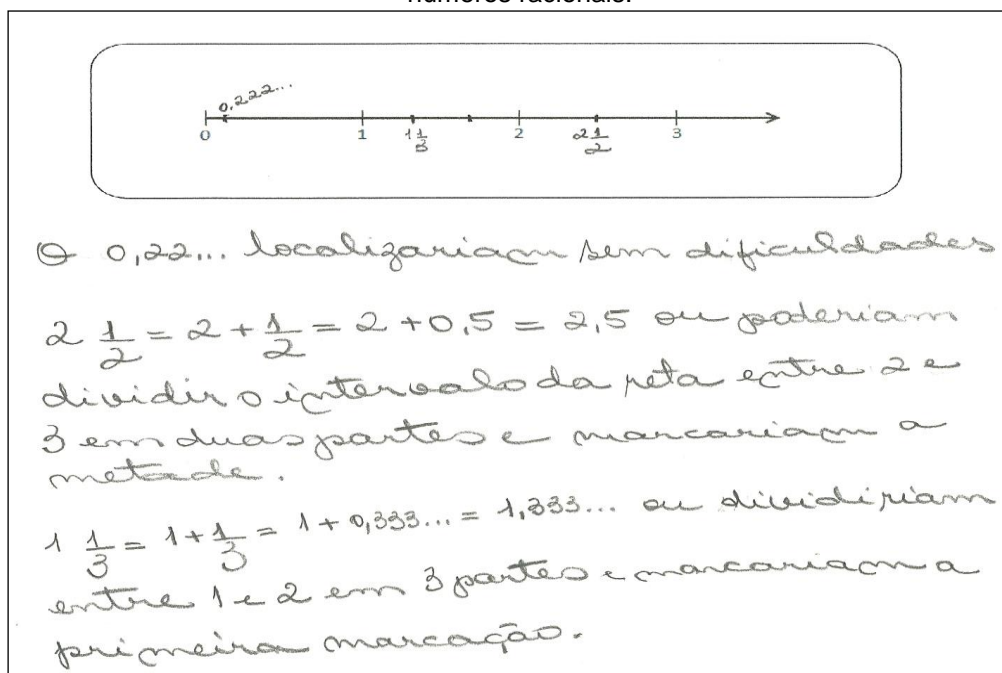 números racionais.
0,222...
0 1 1 1/3 2 2 1/2 3
O 0,22... localizariam sem dificuldades
2 1/2 = 2 + 1/2 = 2 + 0,5 = 2,5 ou poderiam
dividir o intervalo da reta entre 2 e
3 em duas partes e marcariam a
metade.
1 1/3 = 1 + 1/3 = 1 + 0,333... = 1,333... ou dividiriam
entre 1 e 2 em 3 partes e marcariam a
primeira marcação.